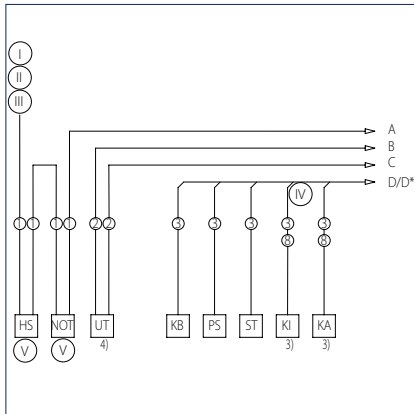 I
II
III
A
B
C
D/D*
IV
1 1 1 1 2 2 3 3 3 3 3
8 8
HS NOT UT KB PS ST KI KA
V V 4) 3) 3)